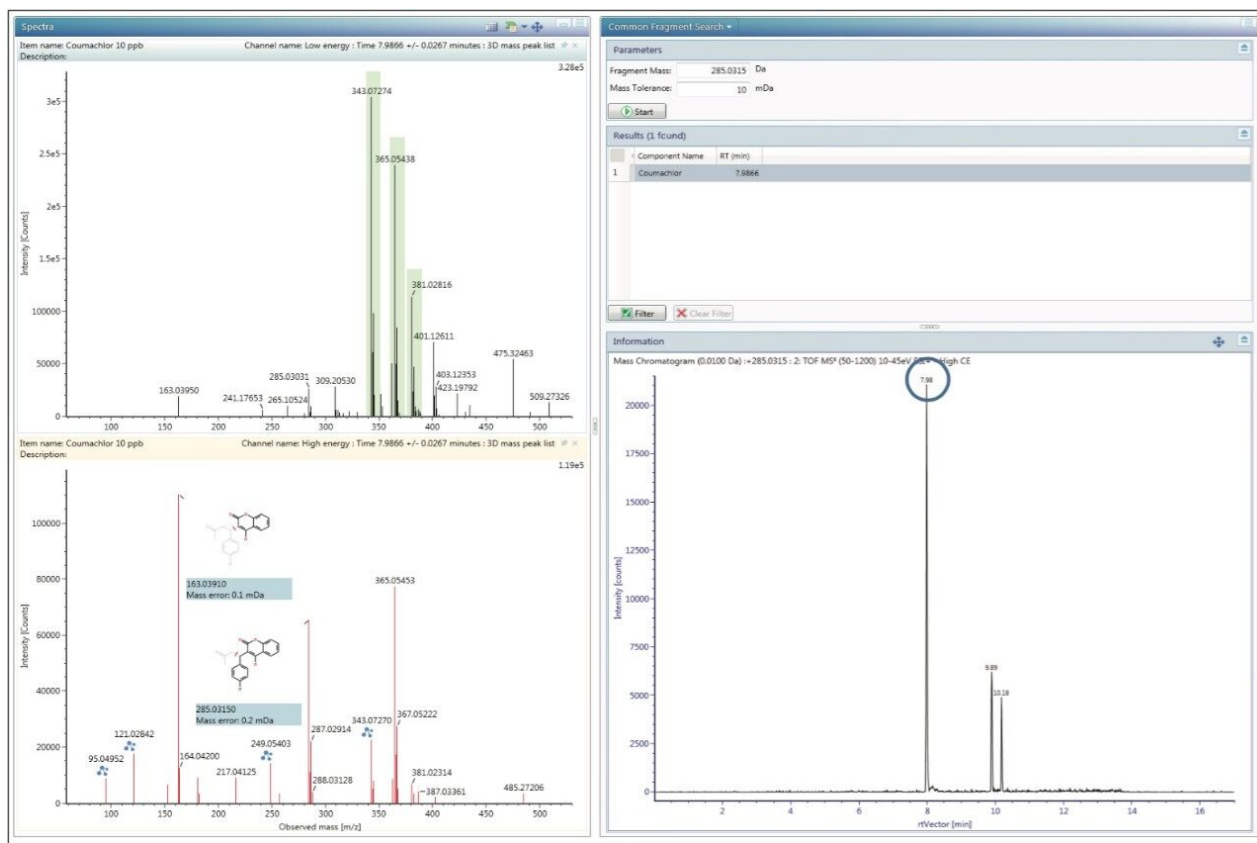 Spectra
Item name: Coumachlor 10 ppb Channel name: Low energy : Time 7.9866 +/- 0.0267 minutes : 3D mass peak list
Description:
3.28e5
343.07274
3e5
2.5e5
365.05438
2e5
Intensity [Counts]
1.5e5
381.02816
100000
401.12611
475.32463
50000
285.03031
309.20530
403.12353
163.03950
423.19792
241.17653
265.10524
509.27326
0
100 150 200 250 300 350 400 450 500
Item name: Coumachlor 10 ppb Channel name: High energy : Time 7.9866 +/- 0.0267 minutes : 3D mass peak list
Description:
1.19e5
100000
163.03910
Mass error: 0.1 mDa
80000
365.05453
60000
Intensity [Counts]
285.03150
Mass error: 0.2 mDa
40000
367.05222
343.07270
287.02914
121.02842
249.05403
20000
95.04952
164.04200
217.04125
381.02314
288.03128
387.03361
485.27206
0
100 150 200 250 300 350 400 450 500
Observed mass [m/z]
Common Fragment Search
Parameters
Fragment Mass: 285.0315 Da
Mass Tolerance: 10 mDa
Start
Results (1 found)
Component Name RT (min)
1 Coumachlor 7.9866
Filter Clear Filter
Information
Mass Chromatogram (0.0100 Da) :+285.0315 : 2: TOF MSᴱ (50-1200) 10-45eV High CE
7.98
20000
17500
15000
12500
Intensity [counts]
10000
7500
9.89
10.18
5000
2500
0
2 4 6 8 10 12 14 16
rtVector [min]